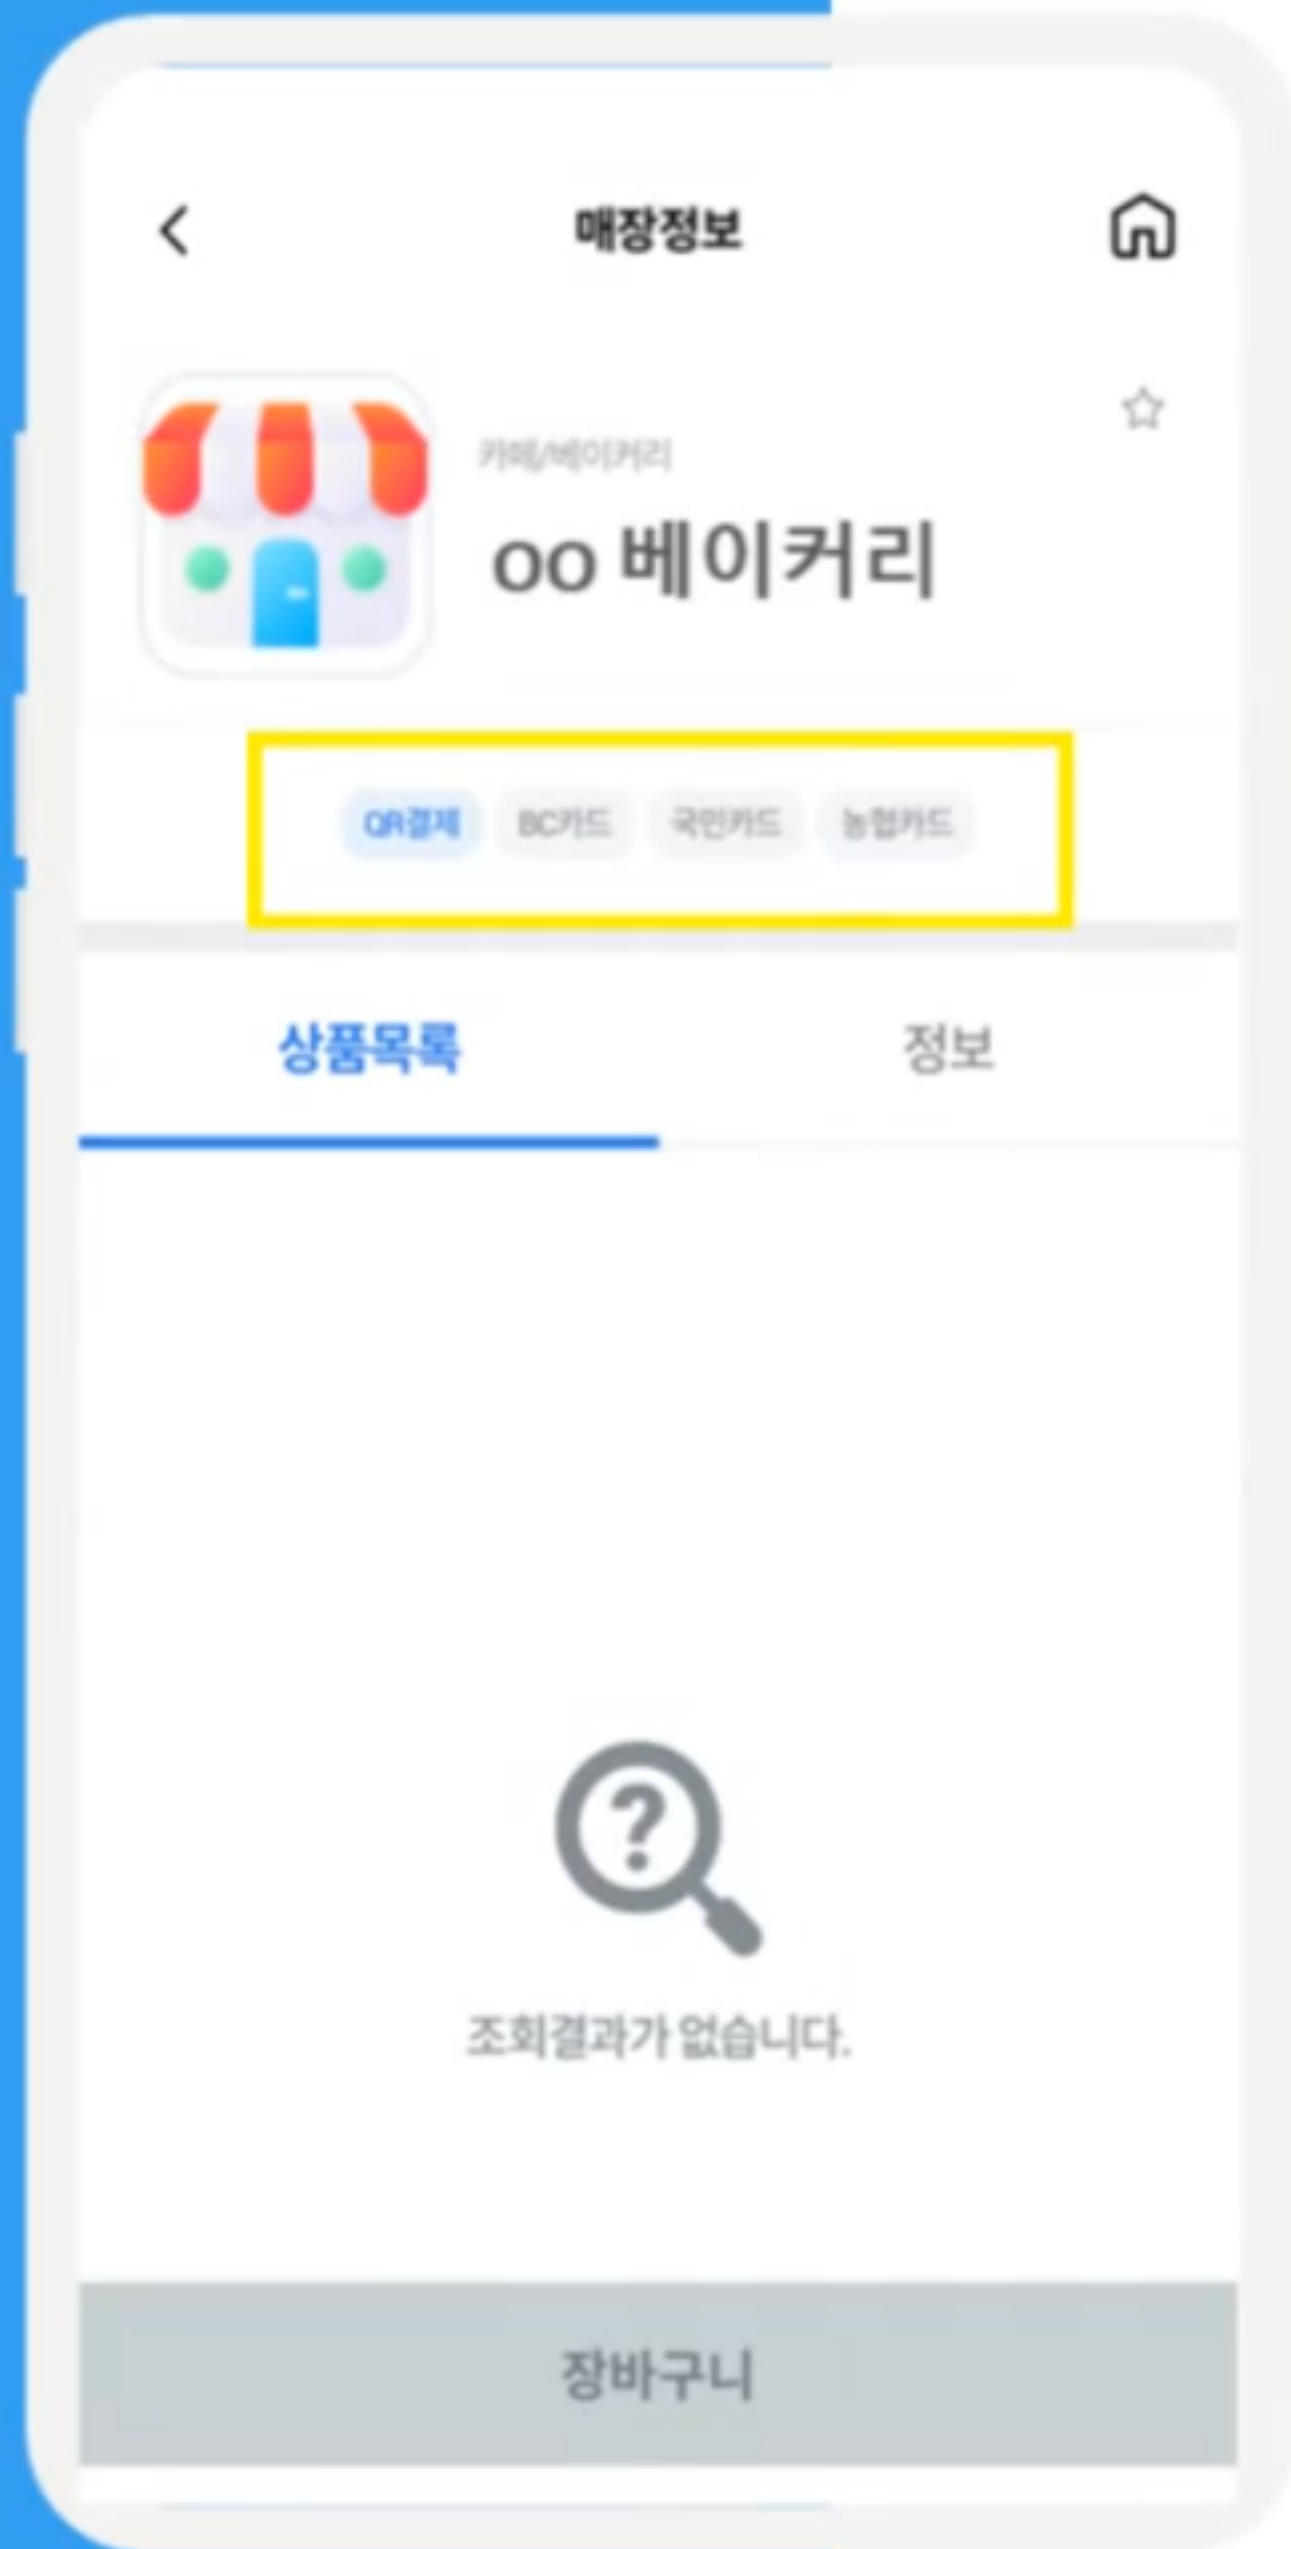 매장정보
카페/베이커리
oo 베이커리
QR결제 BC카드 국민카드 농협카드
상품목록 정보
조회결과가 없습니다.
장바구니